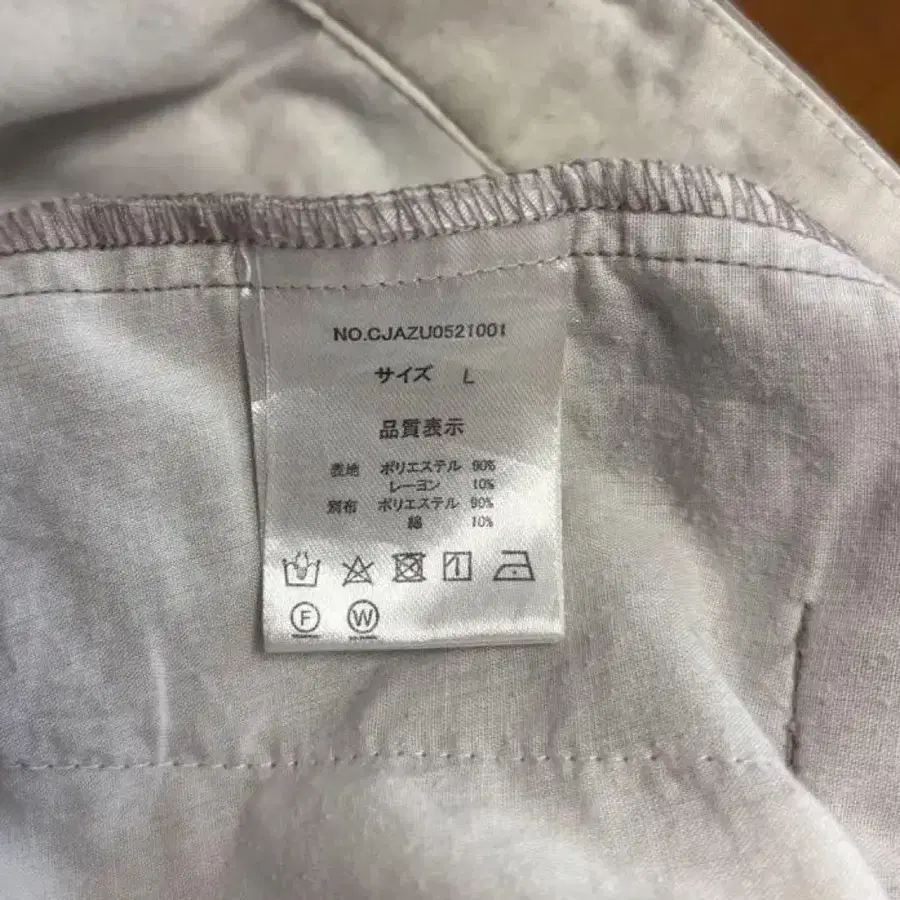 NO.CJAZU0521001
サイズ L
品質表示
表地 ポリエステル 90%
レーヨン 10%
別布 ポリエステル 90%
綿 10%
F W